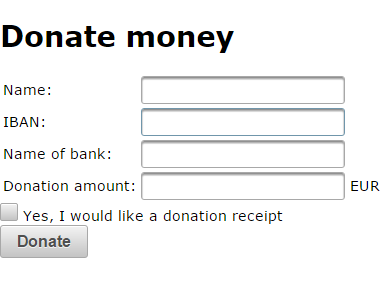 Donate money
Name:
IBAN:
Name of bank:
Donation amount: EUR
Yes, I would like a donation receipt
Donate